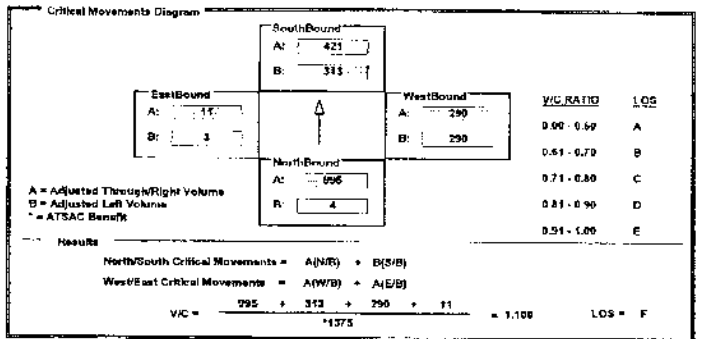 Critical Movements Diagram
SouthBound
A: 421
B: 313
EastBound
A: 11
B: 3
WestBound
A: 290
B: 290
NorthBound
A: 995
B: 4
A = Adjusted Through/Right Volume
B = Adjusted Left Volume
* = ATSAC Benefit
V/C RATIO LOS
0.00 - 0.60 A
0.61 - 0.70 B
0.71 - 0.80 C
0.81 - 0.90 D
0.91 - 1.00 E
Results
North/South Critical Movements = A(N/B) + B(S/B)
West/East Critical Movements = A(W/B) + A(E/B)
V/C = 995 + 313 + 290 + 11 = 1.100 LOS = F
*1375